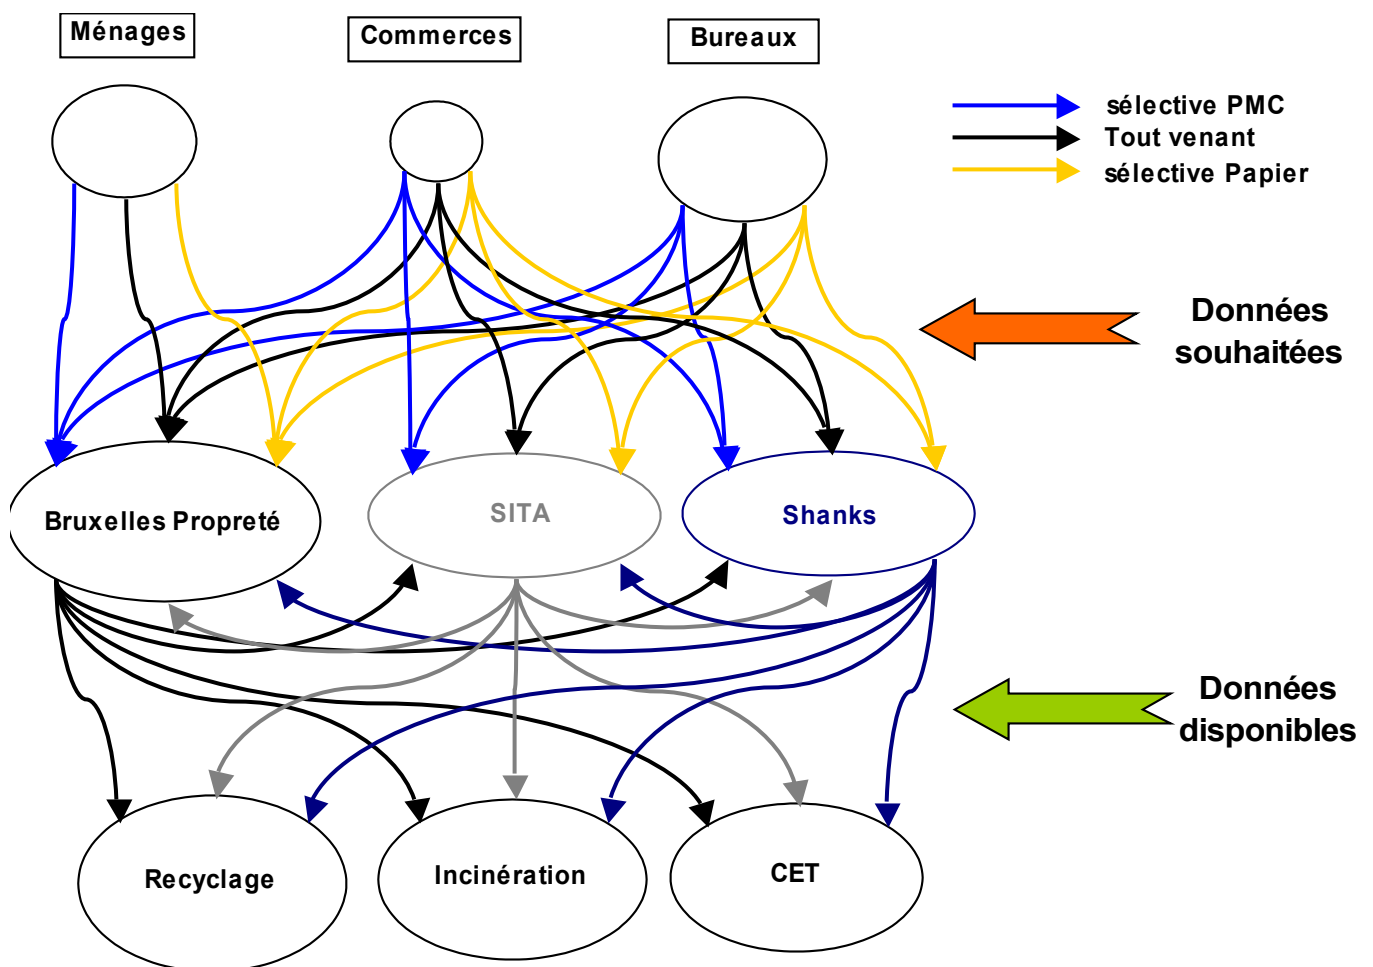 Ménages
Commerces
Bureaux
sélective PMC
Tout venant
sélective Papier
Données
souhaitées
Bruxelles Propreté
SITA
Shanks
Données
disponibles
Recyclage
Incinération
CET